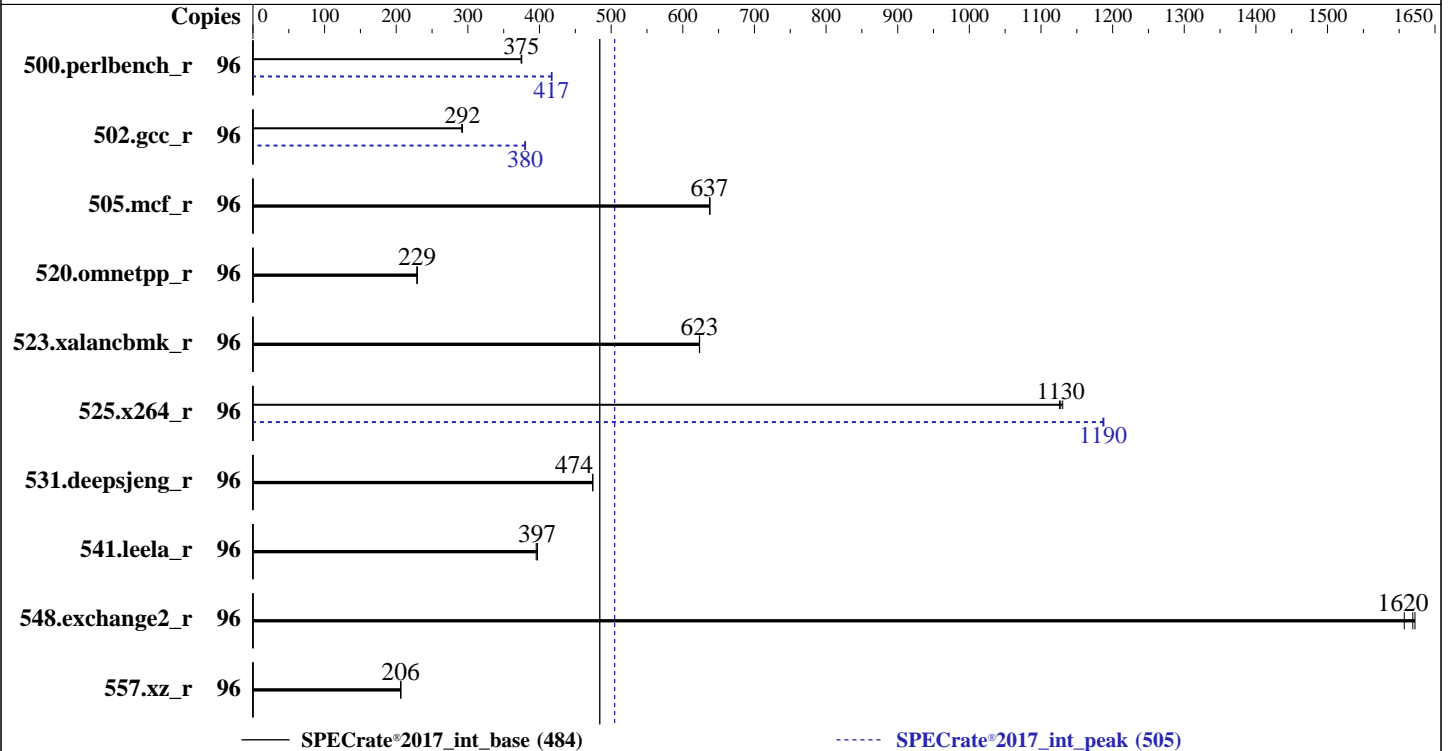 Copies 0 100 200 300 400 500 600 700 800 900 1000 1100 1200 1300 1400 1500 1650
375
500.perlbench_r 96
417
292
502.gcc_r 96
380
637
505.mcf_r 96
229
520.omnetpp_r 96
623
523.xalancbmk_r 96
1130
525.x264_r 96
1190
474
531.deepsjeng_r 96
397
541.leela_r 96
1620
548.exchange2_r 96
206
557.xz_r 96
SPECrate®2017_int_base (484) SPECrate®2017_int_peak (505)